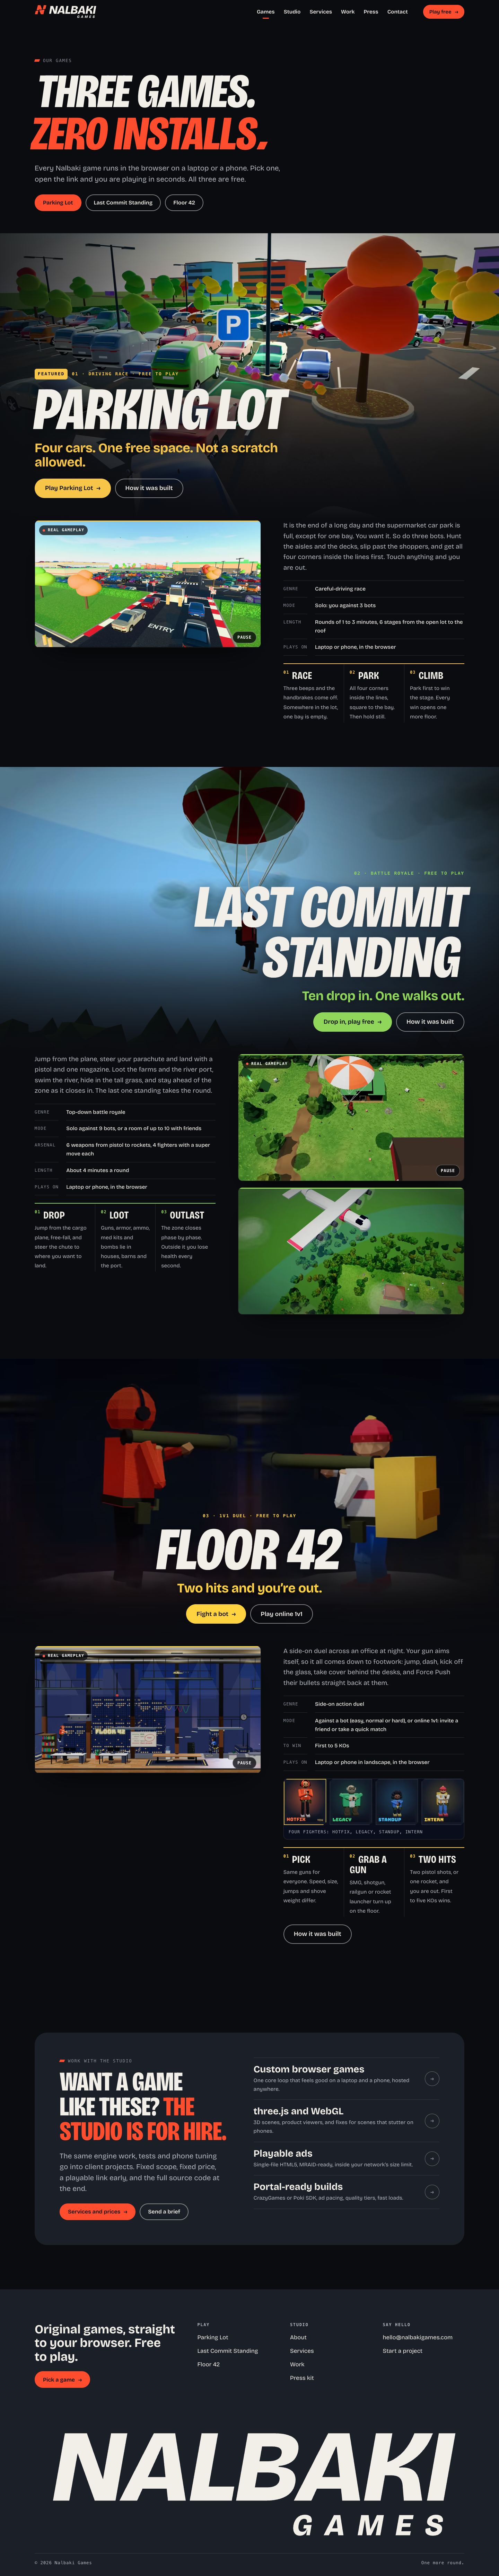 NALBAKI
GAMES
Games
Studio
Services
Work
Press
Contact
Play free →
OUR GAMES
THREE GAMES.
ZERO INSTALLS.
Every Nalbaki game runs in the browser on a laptop or a phone. Pick one,
open the link and you are playing in seconds. All three are free.
Parking Lot
Last Commit Standing
Floor 42
P
FEATURED
01 · DRIVING RACE · FREE TO PLAY
PARKING LOT
Four cars. One free space. Not a scratch
allowed.
Play Parking Lot →
How it was built
REAL GAMEPLAY
ENTRY
PAUSE
It is the end of a long day and the supermarket car park is
full, except for one bay. You want it. So do three bots. Hunt
the aisles and the decks, slip past the shoppers, and get all
four corners inside the lines first. Touch anything and you
are out.
GENRE
Careful-driving race
MODE
Solo: you against 3 bots
LENGTH
Rounds of 1 to 3 minutes, 6 stages from the open lot to the
roof
PLAYS ON
Laptop or phone, in the browser
01 RACE
Three beeps and the
handbrakes come off.
Somewhere in the lot,
one bay is empty.
02 PARK
All four corners
inside the lines,
square to the bay.
Then hold still.
03 CLIMB
Park first to win
the stage. Every
win opens one
more floor.
02 · BATTLE ROYALE · FREE TO PLAY
LAST COMMIT
STANDING
Ten drop in. One walks out.
Drop in, play free →
How it was built
Jump from the plane, steer your parachute and land with a
pistol and one magazine. Loot the farms and the river port,
swim the river, hide in the tall grass, and stay ahead of the
zone as it closes in. The last one standing takes the round.
GENRE
Top-down battle royale
MODE
Solo against 9 bots, or a room of up to 10 with friends
ARSENAL
6 weapons from pistol to rockets, 4 fighters with a super
move each
LENGTH
About 4 minutes a round
PLAYS ON
Laptop or phone, in the browser
01 DROP
Jump from the cargo
plane, free-fall, and
steer the chute to
where you want to
land.
02 LOOT
Guns, armor, ammo,
med kits and
bombs lie in
houses, barns and
the port.
03 OUTLAST
The zone closes
phase by phase.
Outside it you lose
health every
second.
REAL GAMEPLAY
PAUSE
03 · 1V1 DUEL · FREE TO PLAY
FLOOR 42
Two hits and you're out.
Fight a bot →
Play online 1v1
REAL GAMEPLAY
FLOOR 42
PAUSE
A side-on duel across an office at night. Your gun aims
itself, so it all comes down to footwork: jump, dash, kick off
the glass, take cover behind the desks, and Force Push
their bullets straight back at them.
GENRE
Side-on action duel
MODE
Against a bot (easy, normal or hard), or online 1v1: invite a
friend or take a quick match
TO WIN
First to 5 KOs
PLAYS ON
Laptop or phone in landscape, in the browser
HOTFIX
LEGACY
STANDUP
INTERN
FOUR FIGHTERS: HOTFIX, LEGACY, STANDUP, INTERN
01 PICK
Same guns for
everyone. Speed, size,
jumps and shove
weight differ.
02 GRAB A
GUN
SMG, shotgun,
railgun or rocket
launcher turn up
on the floor.
03 TWO HITS
Two pistol shots, or
one rocket, and
you are out. First
to five KOs wins.
How it was built
WORK WITH THE STUDIO
WANT A GAME
LIKE THESE? THE
STUDIO IS FOR HIRE.
The same engine work, tests and phone tuning
go into client projects. Fixed scope, fixed price,
a playable link early, and the full source code at
the end.
Services and prices →
Send a brief
Custom browser games
One core loop that feels good on a laptop and a phone, hosted
anywhere.
three.js and WebGL
3D scenes, product viewers, and fixes for scenes that stutter on
phones.
Playable ads
Single-file HTML5, MRAID-ready, inside your network's size limit.
Portal-ready builds
CrazyGames or Poki SDK, ad pacing, quality tiers, fast loads.
Original games, straight
to your browser. Free
to play.
Pick a game →
PLAY
Parking Lot
Last Commit Standing
Floor 42
STUDIO
About
Services
Work
Press kit
SAY HELLO
hello@nalbakigames.com
Start a project
NALBAKI
GAMES
© 2026 Nalbaki Games
One more round.